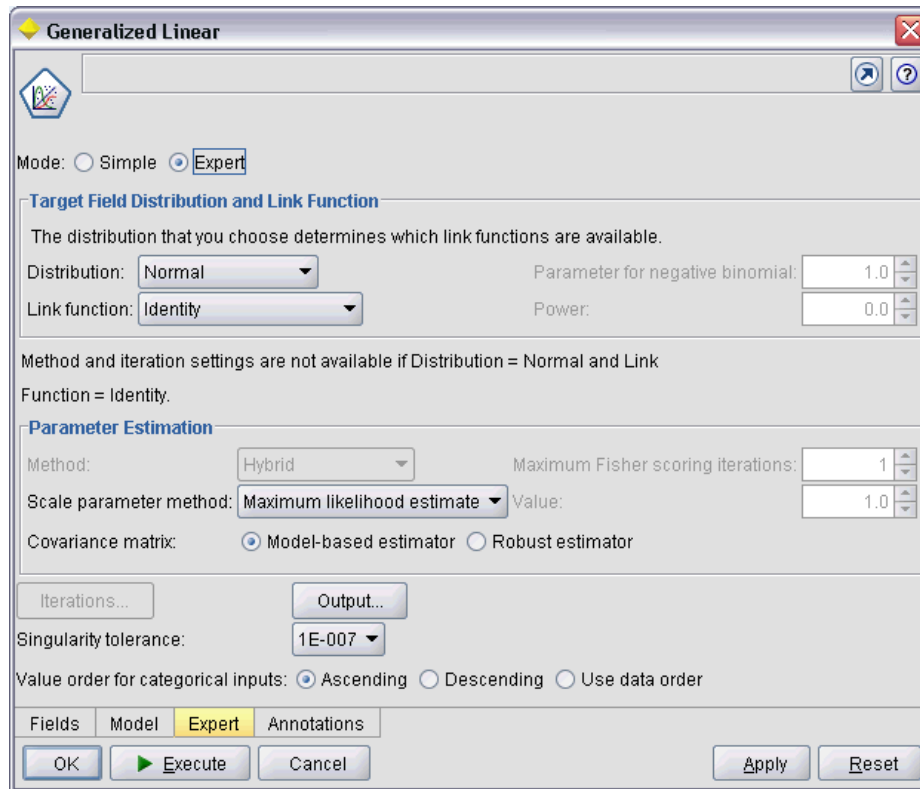 Generalized Linear
Mode: Simple Expert
Target Field Distribution and Link Function
The distribution that you choose determines which link functions are available.
Distribution: Normal Parameter for negative binomial: 1.0
Link function: Identity Power: 0.0
Method and iteration settings are not available if Distribution = Normal and Link
Function = Identity.
Parameter Estimation
Method: Hybrid Maximum Fisher scoring iterations: 1
Scale parameter method: Maximum likelihood estimate Value: 1.0
Covariance matrix: Model-based estimator Robust estimator
Iterations... Output...
Singularity tolerance: 1E-007
Value order for categorical inputs: Ascending Descending Use data order
Fields Model Expert Annotations
OK Execute Cancel Apply Reset